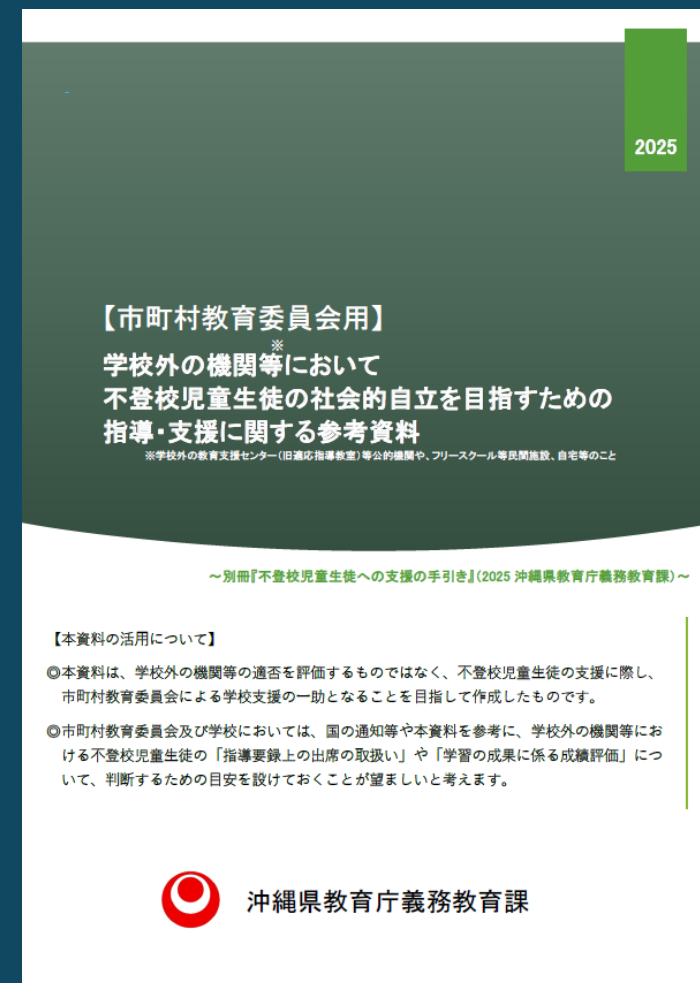 2025
【市町村教育委員会用】
※
学校外の機関等において
不登校児童生徒の社会的自立を目指すための
指導・支援に関する参考資料
※学校外の教育支援センター(旧適応指導教室)等公的機関や、フリースクール等民間施設、自宅等のこと
～別冊『不登校児童生徒への支援の手引き』(2025 沖縄県教育庁義務教育課)～
【本資料の活用について】
◎本資料は、学校外の機関等の適否を評価するものではなく、不登校児童生徒の支援に際し、
市町村教育委員会による学校支援の一助となることを目指して作成したものです。
◎市町村教育委員会及び学校においては、国の通知等や本資料を参考に、学校外の機関等にお
ける不登校児童生徒の「指導要録上の出席の取扱い」や「学習の成果に係る成績評価」につ
いて、判断するための目安を設けておくことが望ましいと考えます。
沖縄県教育庁義務教育課